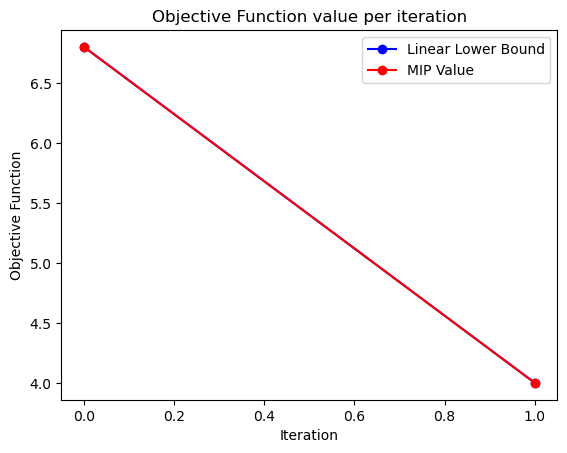 Objective Function value per iteration
Linear Lower Bound
MIP Value
Objective Function
6.5
6.0
5.5
5.0
4.5
4.0
0.0 0.2 0.4 0.6 0.8 1.0
Iteration